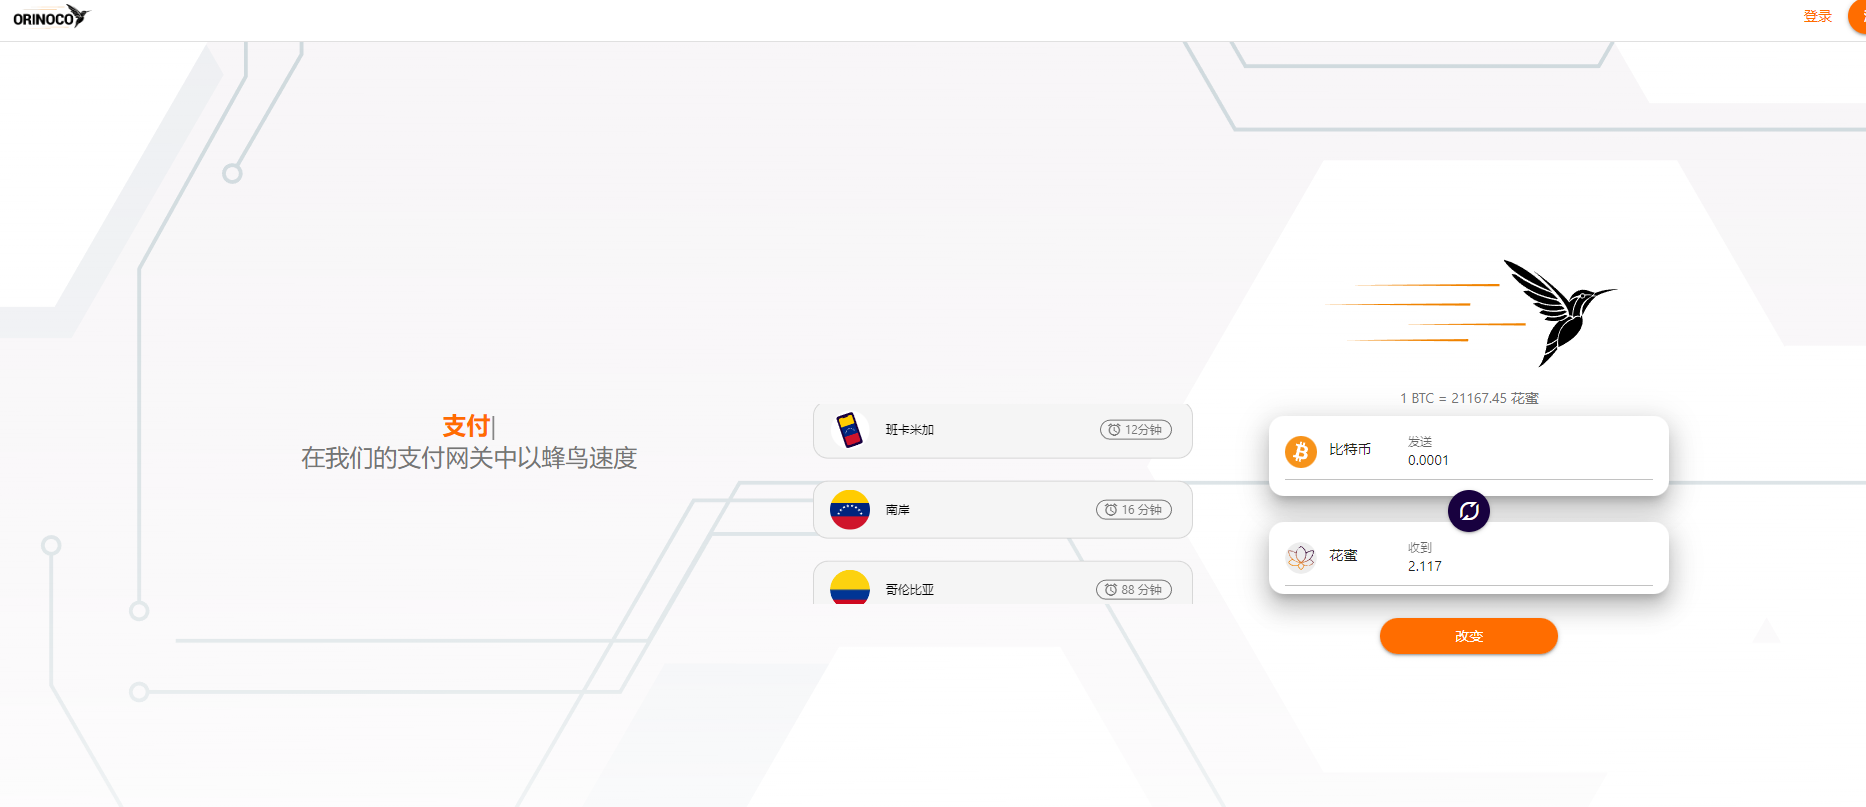 ORINOCO
登录
支付
在我们的支付网关中以蜂鸟速度
班卡米加
12分钟
南岸
16 分钟
哥伦比亚
88 分钟
1 BTC = 21167.45 花蜜
比特币
发送
0.0001
花蜜
收到
2.117
改变